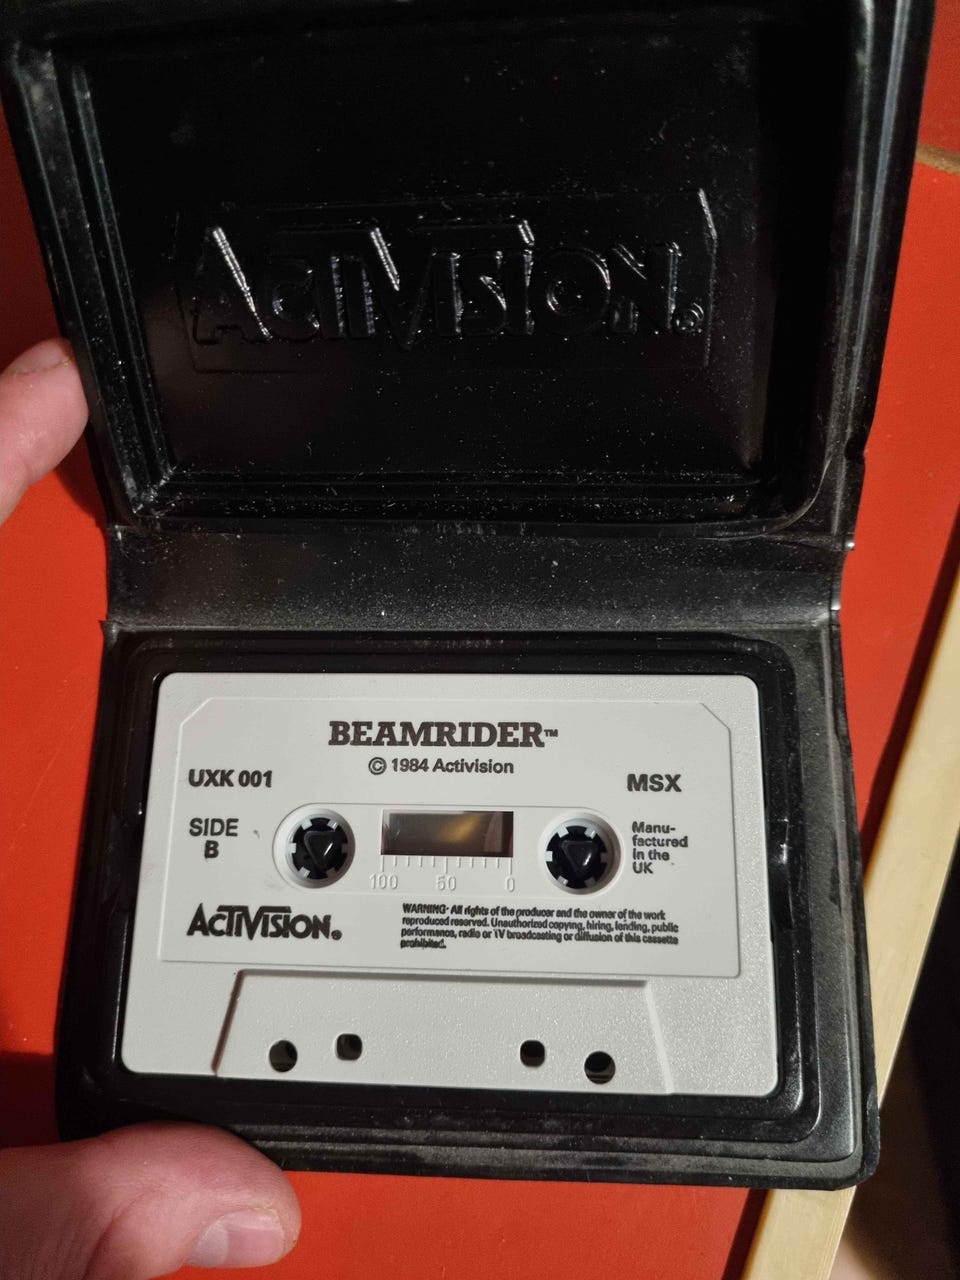 ACTIVISION®
BEAMRIDER™
© 1984 Activision
UXK 001
MSX
SIDE
B
Manu-
factured
in the
UK
100 50 0
ACTIVISION®
WARNING· All rights of the producer and the owner of the work
reproduced reserved. Unauthorized copying, hiring, lending, public
performance, radio or TV broadcasting or diffusion of this cassette
prohibited.